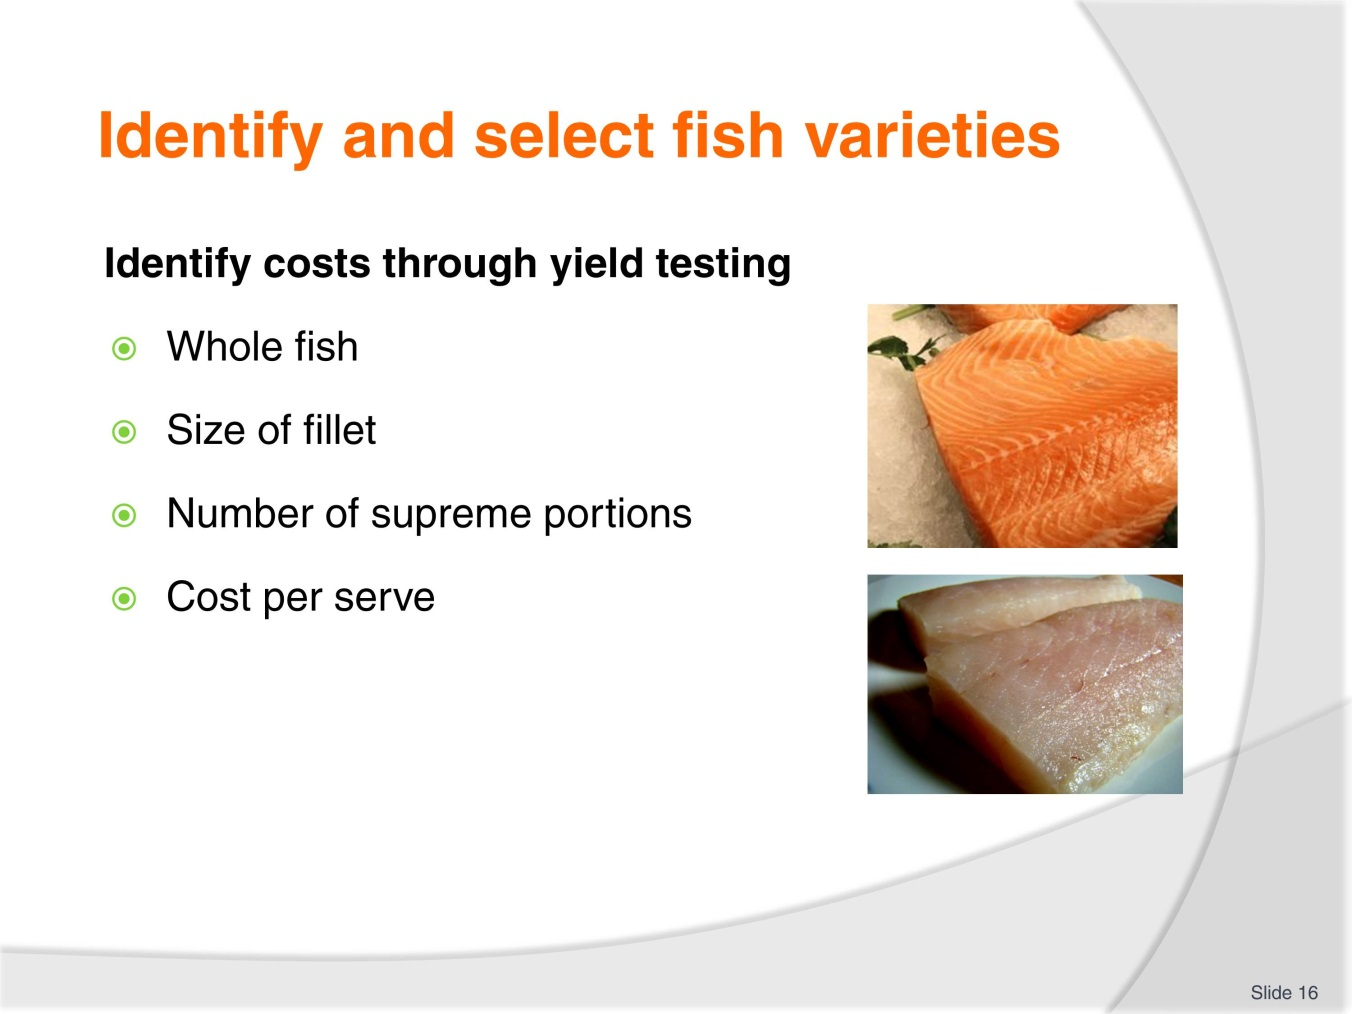 Identify and select fish varieties
Identify costs through yield testing
Whole fish
Size of fillet
Number of supreme portions
Cost per serve
Slide 16